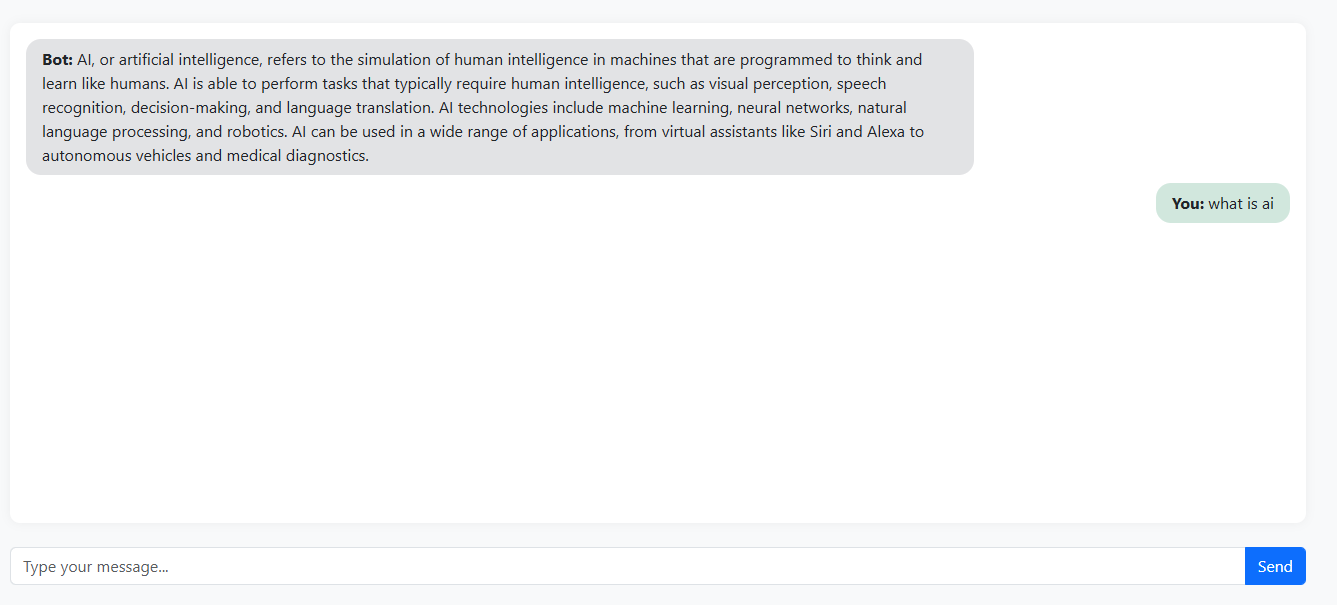 Bot: AI, or artificial intelligence, refers to the simulation of human intelligence in machines that are programmed to think and
learn like humans. AI is able to perform tasks that typically require human intelligence, such as visual perception, speech
recognition, decision-making, and language translation. AI technologies include machine learning, neural networks, natural
language processing, and robotics. AI can be used in a wide range of applications, from virtual assistants like Siri and Alexa to
autonomous vehicles and medical diagnostics.
You: what is ai
Type your message...
Send